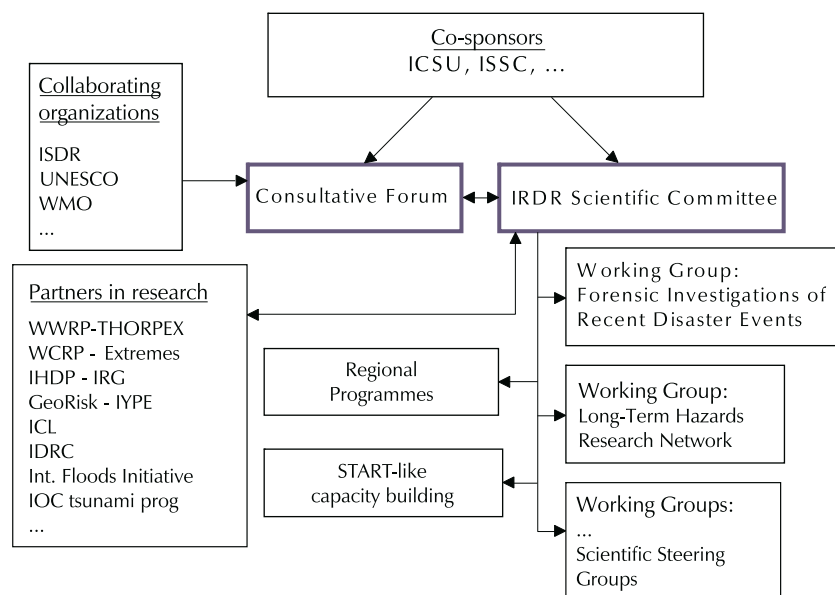 Co-sponsors
ICSU, ISSC, ...
Collaborating
organizations
ISDR
UNESCO
WMO
...
Consultative Forum
IRDR Scientific Committee
Partners in research
WWRP-THORPEX
WCRP - Extremes
IHDP - IRG
GeoRisk - IYPE
ICL
IDRC
Int. Floods Initiative
IOC tsunami prog
...
Regional
Programmes
START-like
capacity building
Working Group:
Forensic Investigations of
Recent Disaster Events
Working Group:
Long-Term Hazards
Research Network
Working Groups:
...
Scientific Steering
Groups